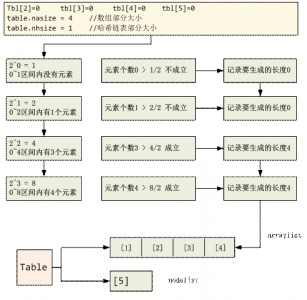 Tbl[2]=0 tbl[3]=0 tbl[4]=0 tbl[5]=0
table.nasize = 4 //数组部分大小
table.nhsize = 1 //哈希链表部分大小
2^0 = 1
0~1区间内没有元素
元素个数0 > 1/2 不成立
记录要生成的长度0
2^1 = 2
0~2区间内有1个元素
元素个数1 > 2/2 不成立
记录要生成的长度0
2^2 = 4
0~4区间内有3个元素
元素个数3 > 4/2 成立
记录要生成的长度4
2^3 = 8
0~8区间内有4个元素
元素个数4 > 8/2 成立
记录要生成的长度4
arraylist
[1] [2] [3] [4]
Table
[5]
nodelist